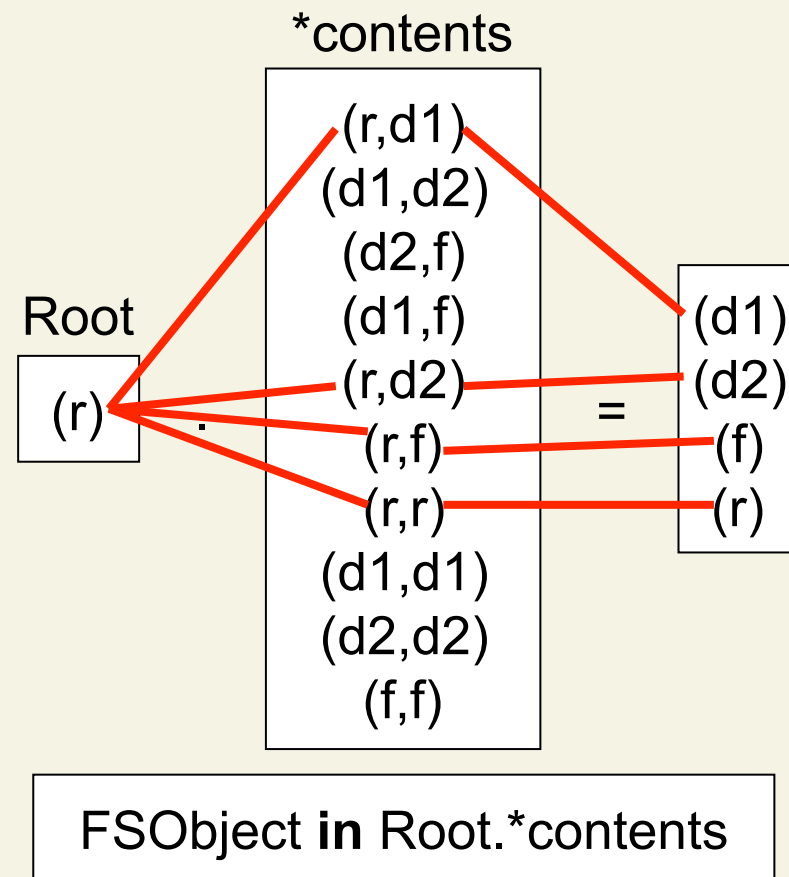 *contents
(r,d1)
(d1,d2)
(d2,f)
(d1,f)
(r,d2)
(r,f)
(r,r)
(d1,d1)
(d2,d2)
(f,f)
Root
(r)
.
=
(d1)
(d2)
(f)
(r)
FSObject in Root.*contents